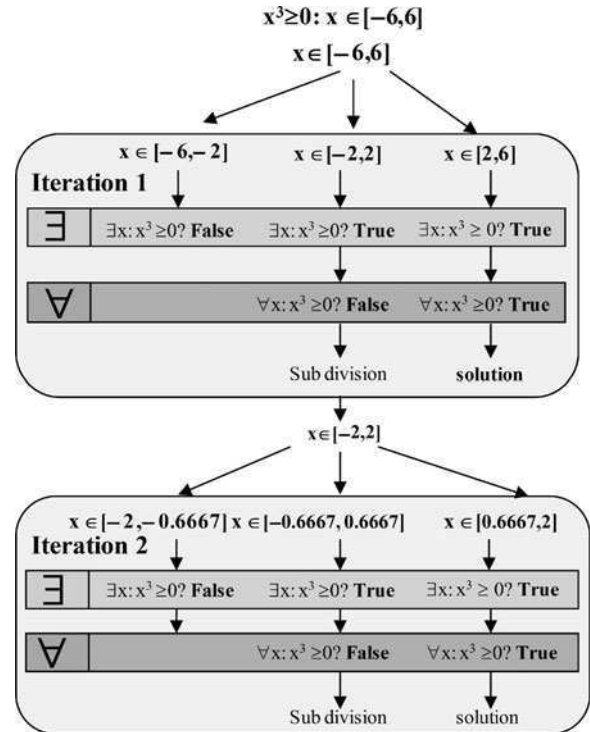 x³≥0: x ∈[−6,6]
x∈[−6,6]
x ∈[−6,−2] x ∈[−2,2] x ∈[2,6]
Iteration 1
∃ ∃x: x³ ≥0? False ∃x: x³ ≥0? True ∃x: x³ ≥ 0? True
∀ ∀x: x³ ≥0? False ∀x: x³ ≥0? True
Sub division solution
x∈[−2,2]
x ∈[−2,−0.6667] x∈[−0.6667,0.6667] x∈[0.6667,2]
Iteration 2
∃ ∃x: x³ ≥0? False ∃x: x³ ≥0? True ∃x: x³ ≥ 0? True
∀ ∀x: x³ ≥0? False ∀x: x³ ≥0? True
Sub division solution